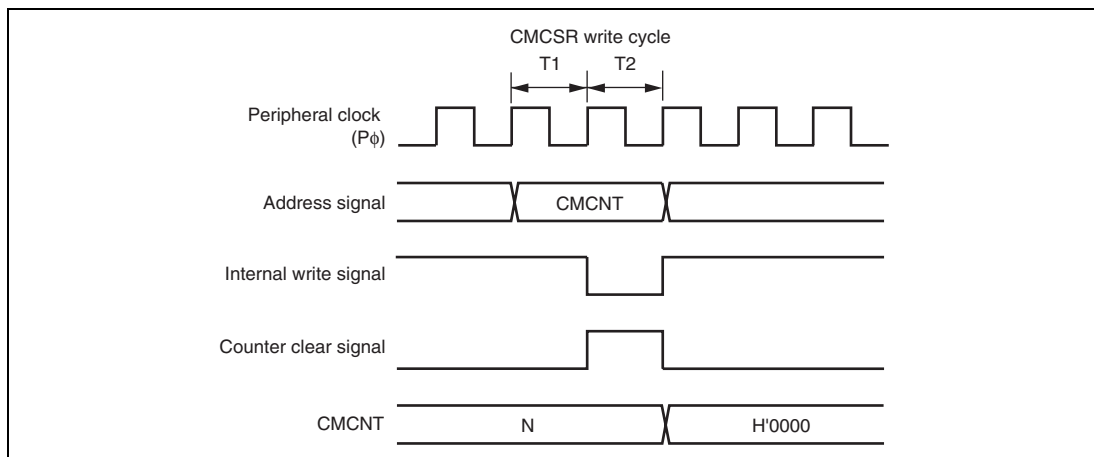 CMCSR write cycle
T1 T2
Peripheral clock
(Pϕ)
Address signal CMCNT
Internal write signal
Counter clear signal
CMCNT N H'0000